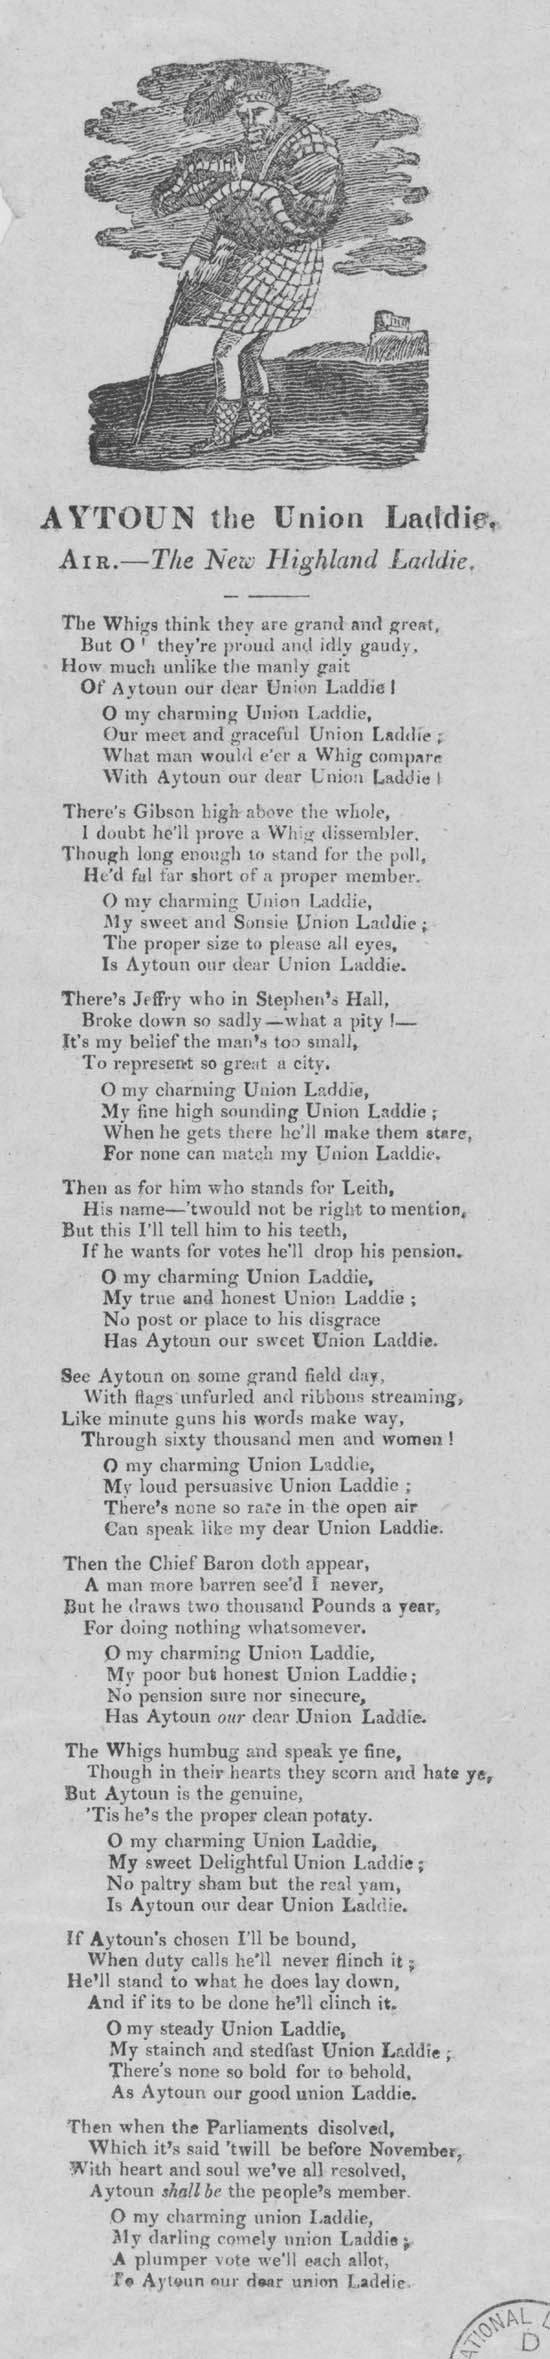 AYTOUN the Union Laddie,
AIR.—The New Highland Laddie.
The Whigs think they are grand and great,
But O ' they're proud and idly gaudy,
How much unlike the manly gait
Of Aytoun our dear Union Laddie !
O my charming Union Laddie,
Our meet and graceful Union Laddie ;
What man would e'er a Whig compare
With Aytoun our dear Union Laddie !
There's Gibson high above the whole,
I doubt he'll prove a Whig dissembler,
Though long enough to stand for the poll,
He'd fal far short of a proper member.
O my charming Union Laddie,
My sweet and Sonsie Union Laddie ;
The proper size to please all eyes,
Is Aytoun our dear Union Laddie.
There's Jeffry who in Stephen's Hall,
Broke down so sadly—what a pity !—
It's my belief the man's too small,
To represent so great a city.
O my charming Union Laddie,
My fine high sounding Union Laddie ;
When he gets there he'll make them stare,
For none can match my Union Laddie.
Then as for him who stands for Leith,
His name—'twould not be right to mention,
But this I'll tell him to his teeth,
If he wants for votes he'll drop his pension.
O my charming Union Laddie,
My true and honest Union Laddie ;
No post or place to his disgrace
Has Aytoun our sweet Union Laddie.
See Aytoun on some grand field day,
With flags unfurled and ribbons streaming,
Like minute guns his words make way,
Through sixty thousand men and women !
O my charming Union Laddie,
My loud persuasive Union Laddie ;
There's none so rare in the open air
Can speak like my dear Union Laddie.
Then the Chief Baron doth appear,
A man more barren see'd I never,
But he draws two thousand Pounds a year,
For doing nothing whatsomever.
O my charming Union Laddie,
My poor but honest Union Laddie ;
No pension sure nor sinecure,
Has Aytoun our dear Union Laddie.
The Whigs humbug and speak ye fine,
Though in their hearts they scorn and hate ye,
But Aytoun is the genuine,
'Tis he's the proper clean potaty.
O my charming Union Laddie,
My sweet Delightful Union Laddie ;
No paltry sham but the real yam,
Is Aytoun our dear Union Laddie.
If Aytoun's chosen I'll be bound,
When duty calls he'll never flinch it ;
He'll stand to what he does lay down,
And if its to be done he'll clinch it.
O my steady Union Laddie,
My stainch and stedfast Union Laddie ;
There's none so bold for to behold,
As Aytoun our good union Laddie.
Then when the Parliaments disolved,
Which it's said 'twill be before November,
With heart and soul we've all resolved,
Aytoun shall be the people's member.
O my charming union Laddie,
My darling comely union Laddie ;
A plumper vote we'll each allot,
To Aytoun our dear union Laddie.
D